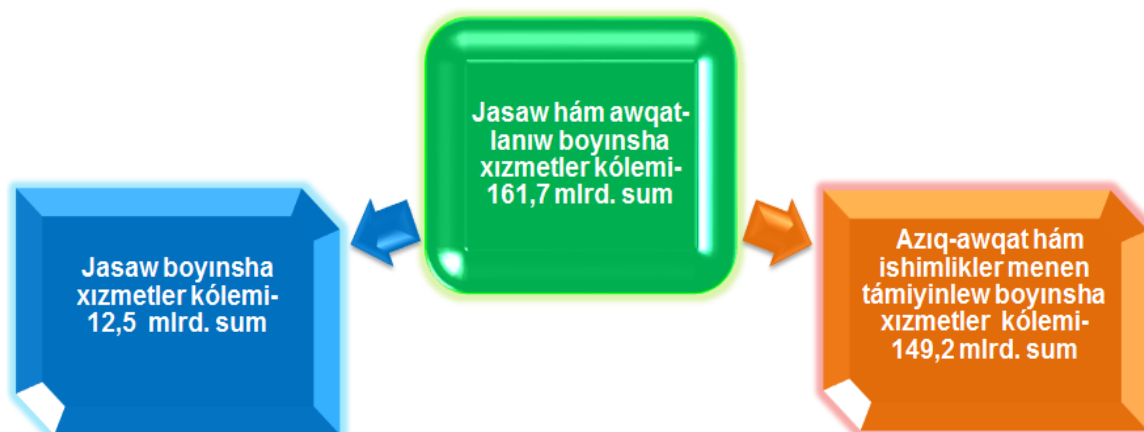 Jasaw hám awqat-
lanıw boyınsha
xızmetler kólemi-
161,7 mlrd. sum
Jasaw boyınsha
xızmetler kólemi-
12,5 mlrd. sum
Azıq-awqat hám
ishimlikler menen
támiyinlew boyınsha
xızmetler kólemi-
149,2 mlrd. sum